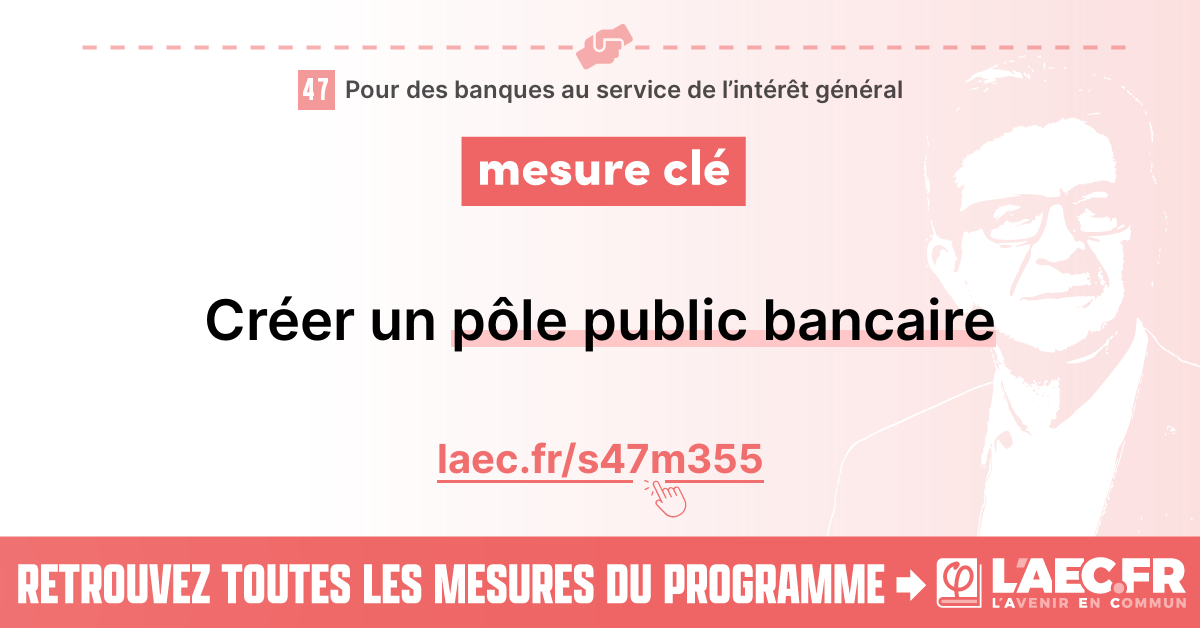 47 Pour des banques au service de l’intérêt général
mesure clé
Créer un pôle public bancaire
laec.fr/s47m355
RETROUVEZ TOUTES LES MESURES DU PROGRAMME
φ L'AEC.FR
L'AVENIR EN COMMUN